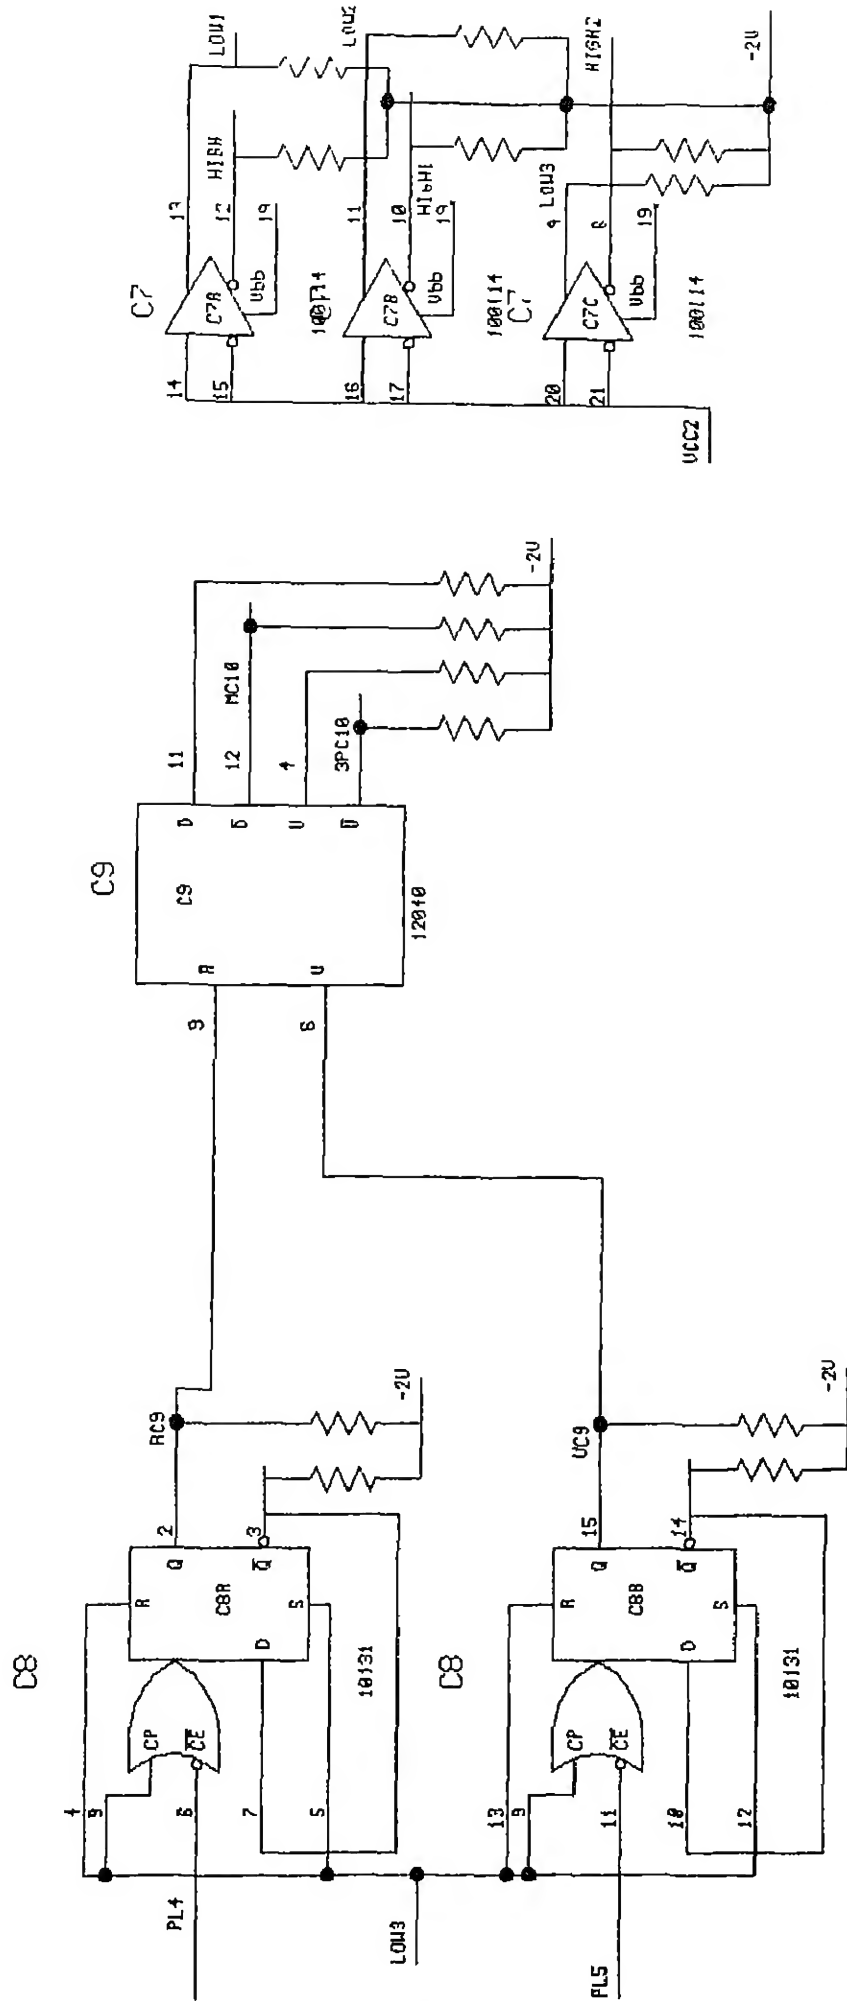 C7
LOW1
13
HIGH
12
C7A
19
Vbb
14
15
LOW2
11
10
HIGH1
C7B
19
Vbb
16
17
100114
C7
HIGH2
LOW3
9
8
C7C
19
Vbb
20
21
100114
-2V
VCC2
C9
11
MC10
12
4
3PC10
D
D
U
U
C9
R
V
12040
9
6
-2V
C8
RC9
2
Q
3
Q
R
C8A
S
D
10131
-2V
CP
CE
4
9
6
7
5
PL4
LOW3
C8
VC9
15
Q
14
Q
R
C8B
S
D
10131
-2V
CP
CE
13
9
11
10
12
PL5